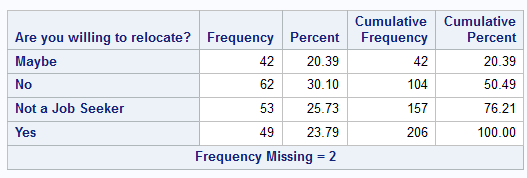 Are you willing to relocate? Frequency Percent Cumulative Frequency Cumulative Percent
Maybe 42 20.39 42 20.39
No 62 30.10 104 50.49
Not a Job Seeker 53 25.73 157 76.21
Yes 49 23.79 206 100.00
Frequency Missing = 2